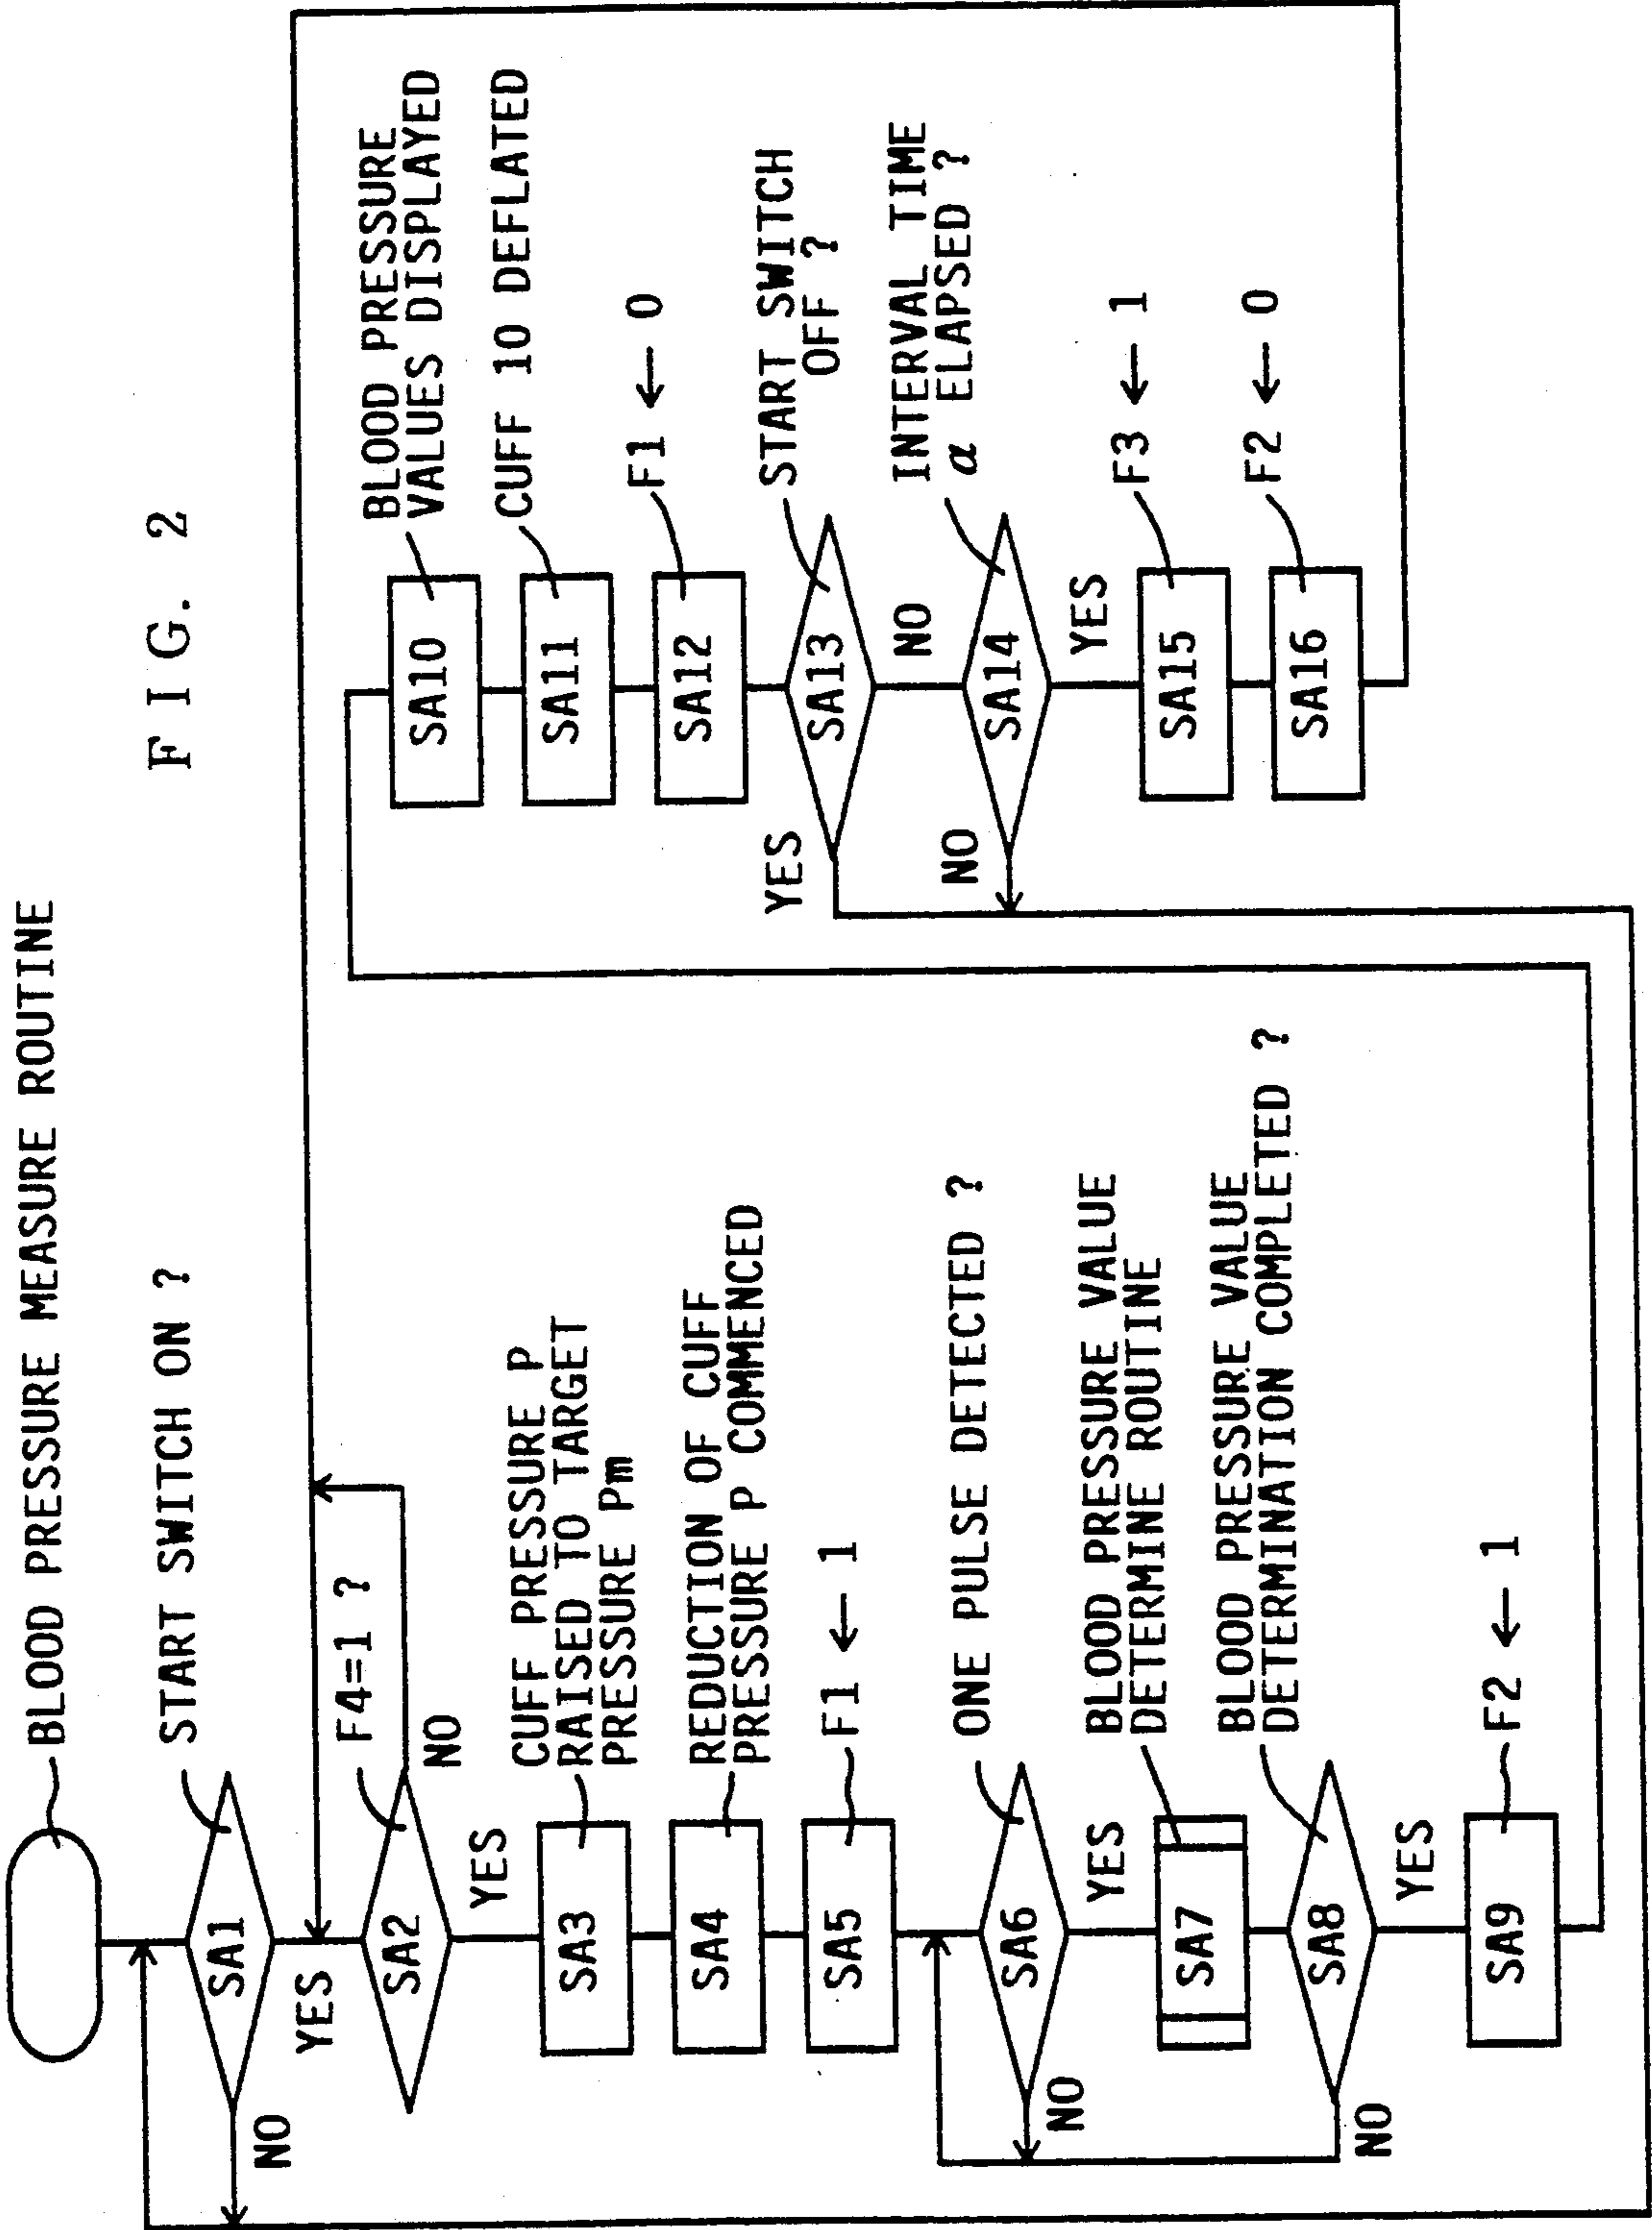 FIG. 2
BLOOD PRESSURE MEASURE ROUTINE
SA1
START SWITCH ON ?
NO
YES
SA2
F4=1 ?
NO
YES
SA3
CUFF PRESSURE P
RAISED TO TARGET
PRESSURE Pm
SA4
REDUCTION OF CUFF
PRESSURE P COMMENCED
SA5
F1 ← 1
SA6
ONE PULSE DETECTED ?
NO
YES
SA7
BLOOD PRESSURE VALUE
DETERMINE ROUTINE
SA8
BLOOD PRESSURE VALUE
DETERMINATION COMPLETED ?
NO
YES
SA9
F2 ← 1
SA10
BLOOD PRESSURE
VALUES DISPLAYED
SA11
CUFF 10 DEFLATED
SA12
F1 ← 0
SA13
START SWITCH
OFF ?
YES
NO
SA14
INTERVAL TIME
α ELAPSED ?
NO
YES
SA15
F3 ← 1
SA16
F2 ← 0